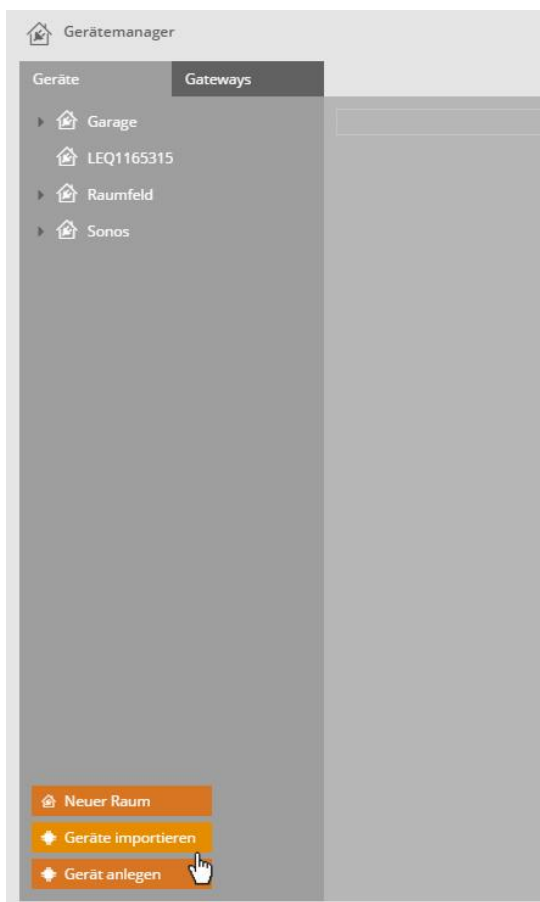 Gerätemanager
Geräte Gateways
Garage
LEQ1165315
Raumfeld
Sonos
Neuer Raum
Geräte importieren
Gerät anlegen